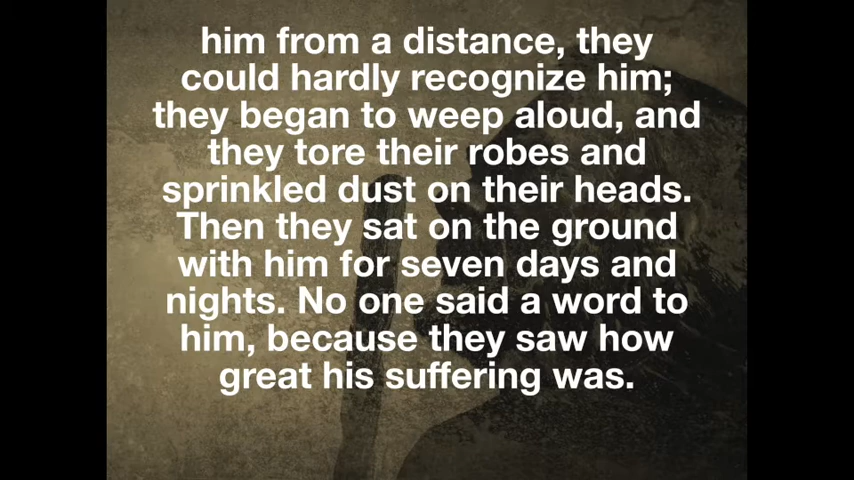 him from a distance, they
could hardly recognize him;
they began to weep aloud, and
they tore their robes and
sprinkled dust on their heads.
Then they sat on the ground
with him for seven days and
nights. No one said a word to
him, because they saw how
great his suffering was.